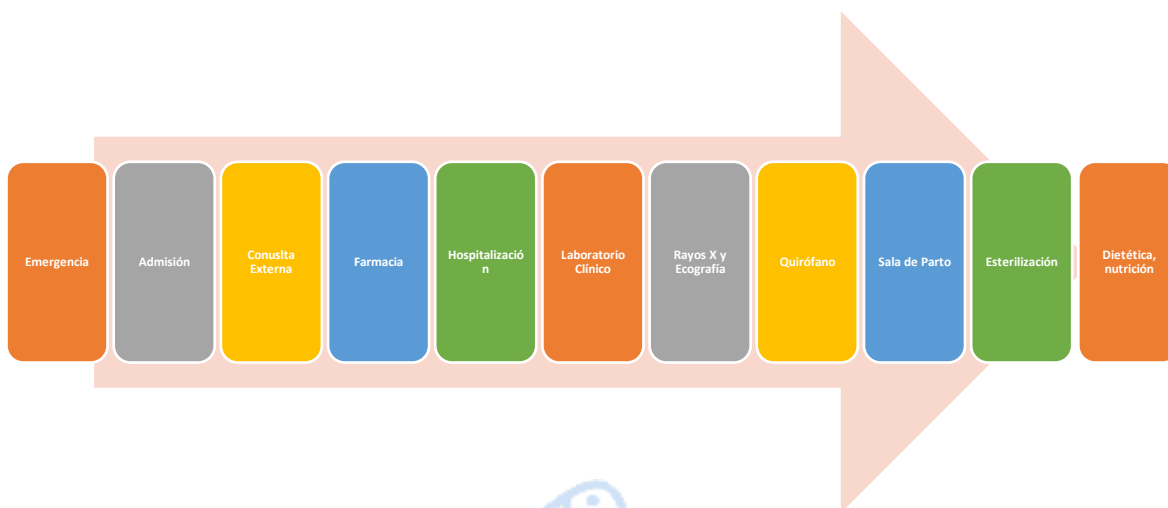 Emergencia
Admisión
Conuslta
Externa
Farmacia
Hospitalizació
n
Laboratorio
Clínico
Rayos X y
Ecografía
Quirófano
Sala de Parto
Esterilización
Dietética,
nutrición